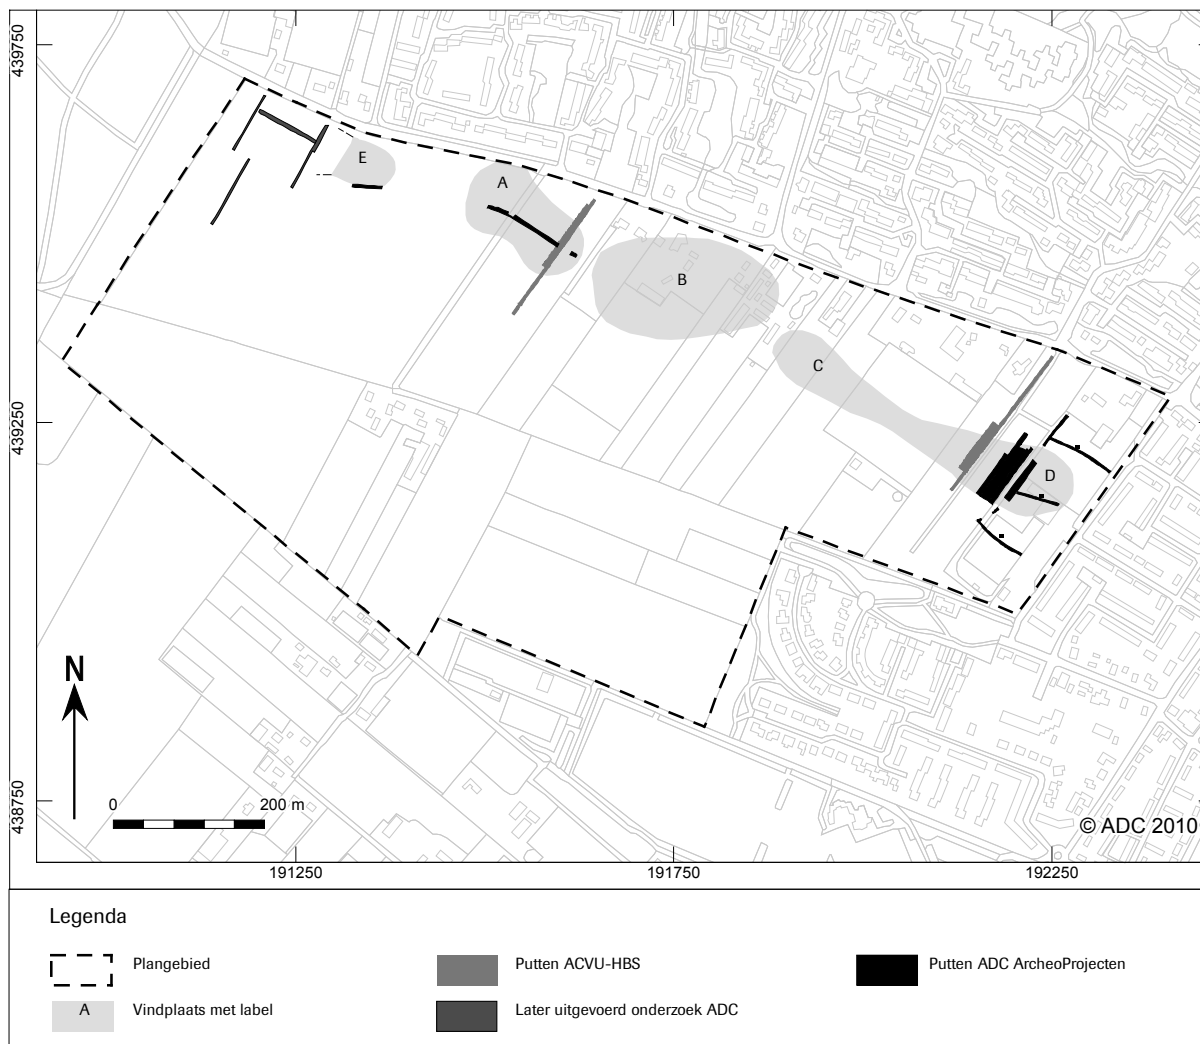 439750
439250
438750
E
A
B
C
D
N
0 200 m
© ADC 2010
191250 191750 192250
Legenda
Plangebied
Putten ACVU-HBS
Putten ADC ArcheoProjecten
A Vindplaats met label
Later uitgevoerd onderzoek ADC